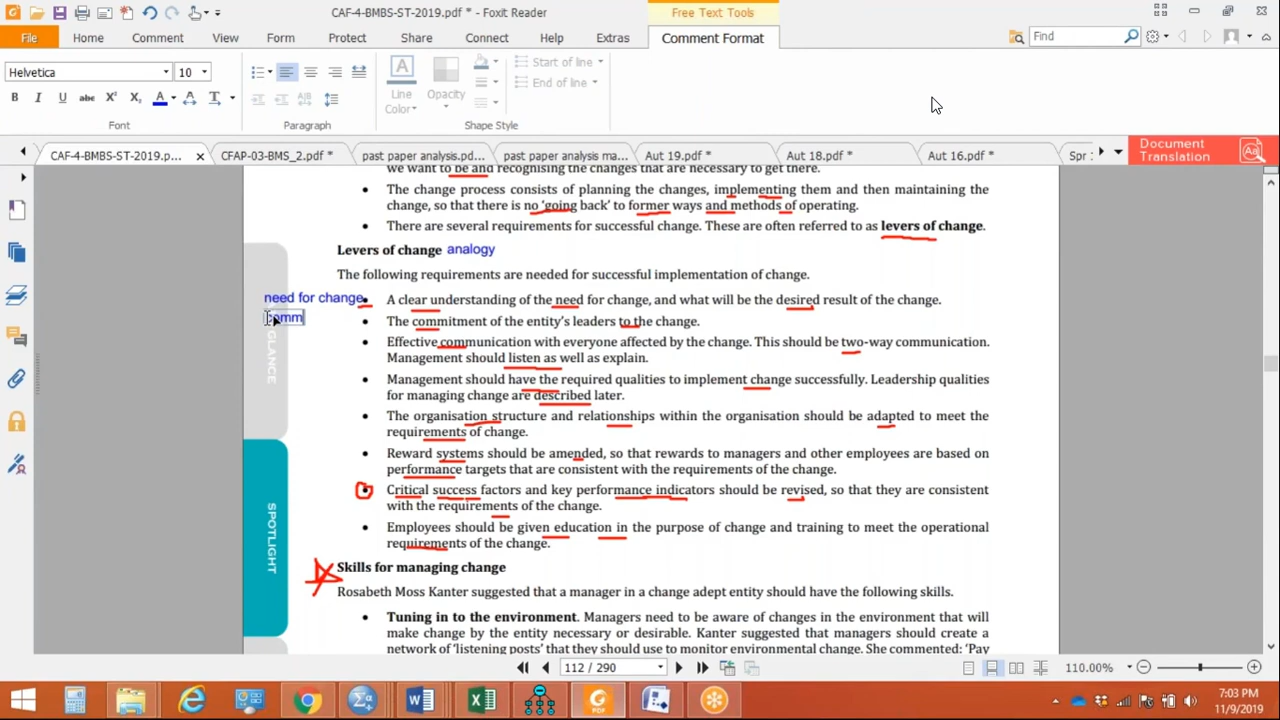 CAF-4-BMBS-ST-2019.pdf * - Foxit Reader
Free Text Tools
File Home Comment View Form Protect Share Connect Help Extras Comment Format
Find
Helvetica 10
B I U abc X² X₂ A A T
Line Color
Opacity
Start of line
End of line
Font Paragraph Shape Style
CAF-4-BMBS-ST-2019.p... CFAP-03-BMS_2.pdf * past paper analysis.pd... past paper analysis ma... Aut 19.pdf * Aut 18.pdf * Aut 16.pdf * Spr
Document Translation
we want to be and recognising the changes that are necessary to get there.
• The change process consists of planning the changes, implementing them and then maintaining the
change, so that there is no ‘going back’ to former ways and methods of operating.
• There are several requirements for successful change. These are often referred to as levers of change.
Levers of change analogy
The following requirements are needed for successful implementation of change.
need for change
• A clear understanding of the need for change, and what will be the desired result of the change.
comm
• The commitment of the entity’s leaders to the change.
• Effective communication with everyone affected by the change. This should be two-way communication.
Management should listen as well as explain.
• Management should have the required qualities to implement change successfully. Leadership qualities
for managing change are described later.
• The organisation structure and relationships within the organisation should be adapted to meet the
requirements of change.
• Reward systems should be amended, so that rewards to managers and other employees are based on
performance targets that are consistent with the requirements of the change.
• Critical success factors and key performance indicators should be revised, so that they are consistent
with the requirements of the change.
• Employees should be given education in the purpose of change and training to meet the operational
requirements of the change.
GLANCE
SPOTLIGHT
Skills for managing change
Rosabeth Moss Kanter suggested that a manager in a change adept entity should have the following skills.
• Tuning in to the environment. Managers need to be aware of changes in the environment that will
make change by the entity necessary or desirable. Kanter suggested that managers should create a
network of ‘listening posts’ that they should use to monitor environmental change. She commented: ‘Pay
112 / 290
110.00%
7:03 PM
11/9/2019